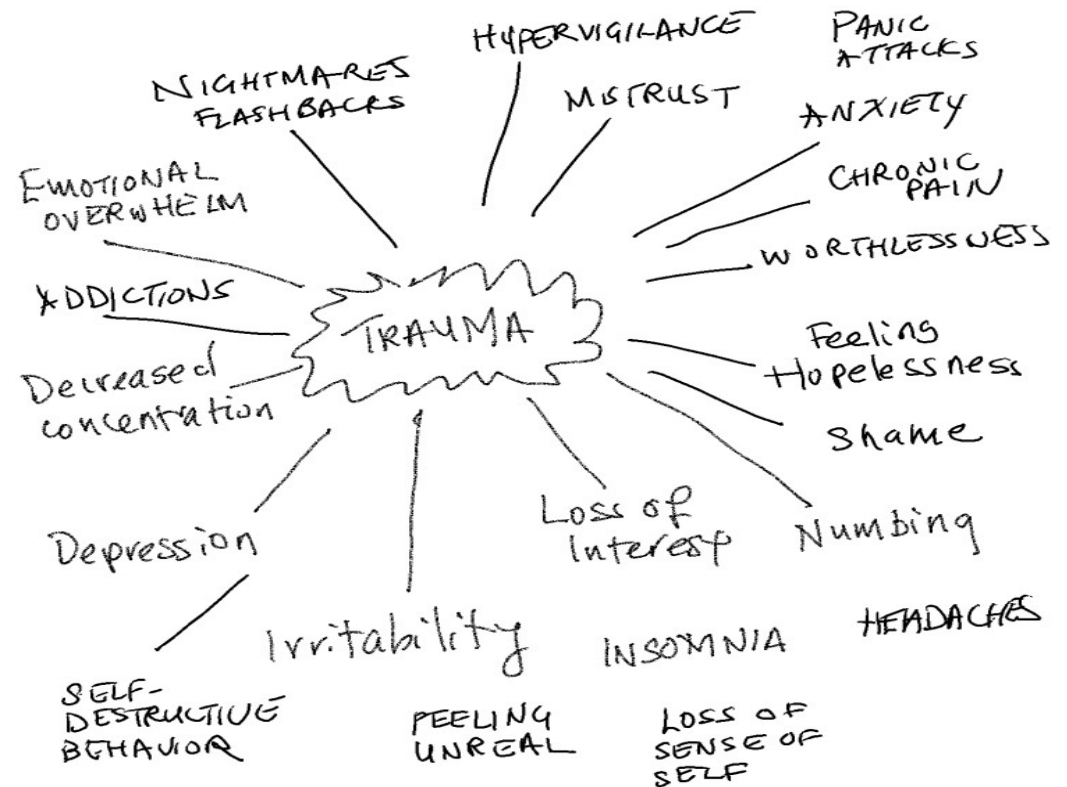 HYPERVIGILANCE
PANIC
ATTACKS
NIGHTMARES
FLASHBACKS
MISTRUST
ANXIETY
EMOTIONAL
OVERWHELM
CHRONIC
PAIN
WORTHLESSNESS
ADDICTIONS
TRAUMA
Feeling
Hopelessness
Decreased
concentration
Shame
Depression
Loss of
Interest
Numbing
Irritability
INSOMNIA
HEADACHES
SELF-
DESTRUCTIVE
BEHAVIOR
FEELING
UNREAL
LOSS OF
SENSE OF
SELF